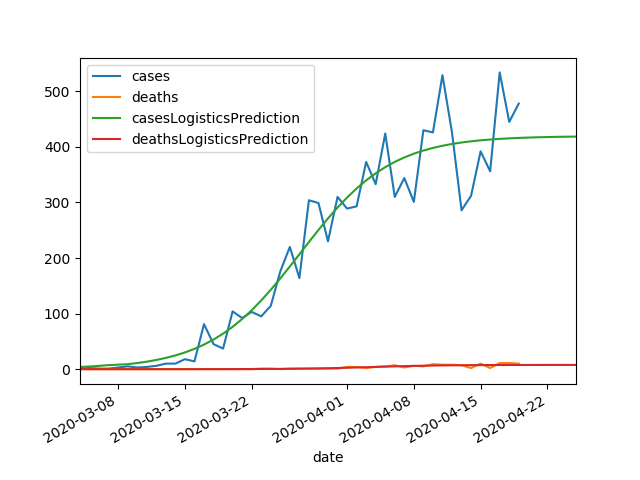 cases
deaths
casesLogisticsPrediction
deathsLogisticsPrediction
500
400
300
200
100
0
2020-03-08
2020-03-15
2020-03-22
2020-04-01
2020-04-08
2020-04-15
2020-04-22
date